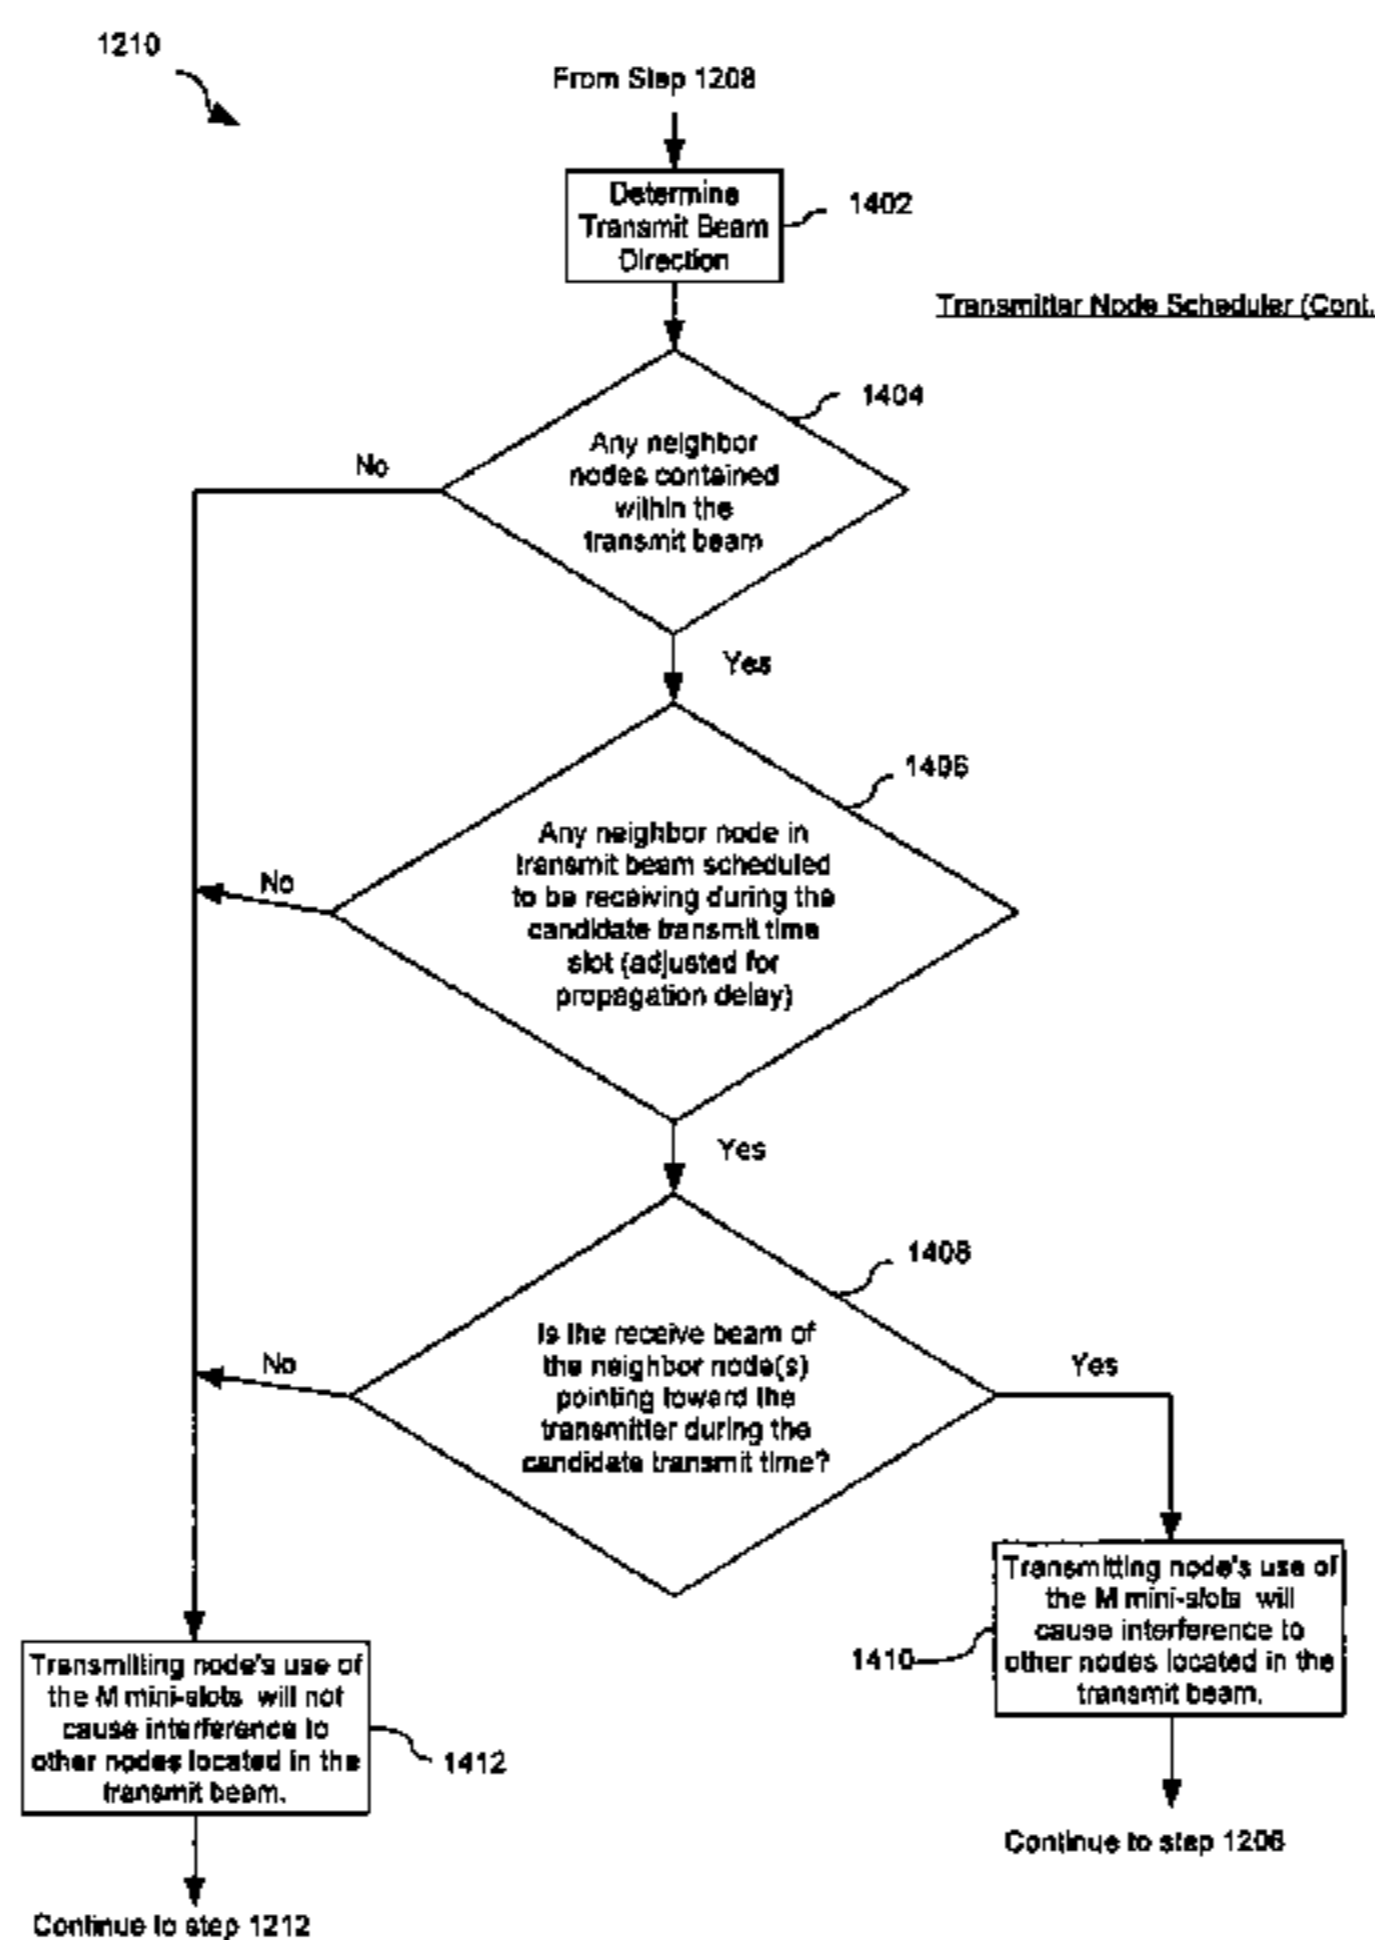 1210
From Step 1208
Determine
Transmit Beam
Direction
1402
Transmitter Node Scheduler (Cont.
1404
Any neighbor
nodes contained
within the
transmit beam
No
Yes
1406
Any neighbor node in
transmit beam scheduled
to be receiving during the
candidate transmit time
slot (adjusted for
propagation delay)
No
Yes
1408
Is the receive beam of
the neighbor node(s)
pointing toward the
transmitter during the
candidate transmit time?
No
Yes
Transmitting node's use of
the M mini-slots will
cause interference to
other nodes located in the
transmit beam.
1410
Transmitting node's use of
the M mini-slots will not
cause interference to
other nodes located in the
transmit beam.
1412
Continue to step 1206
Continue to step 1212